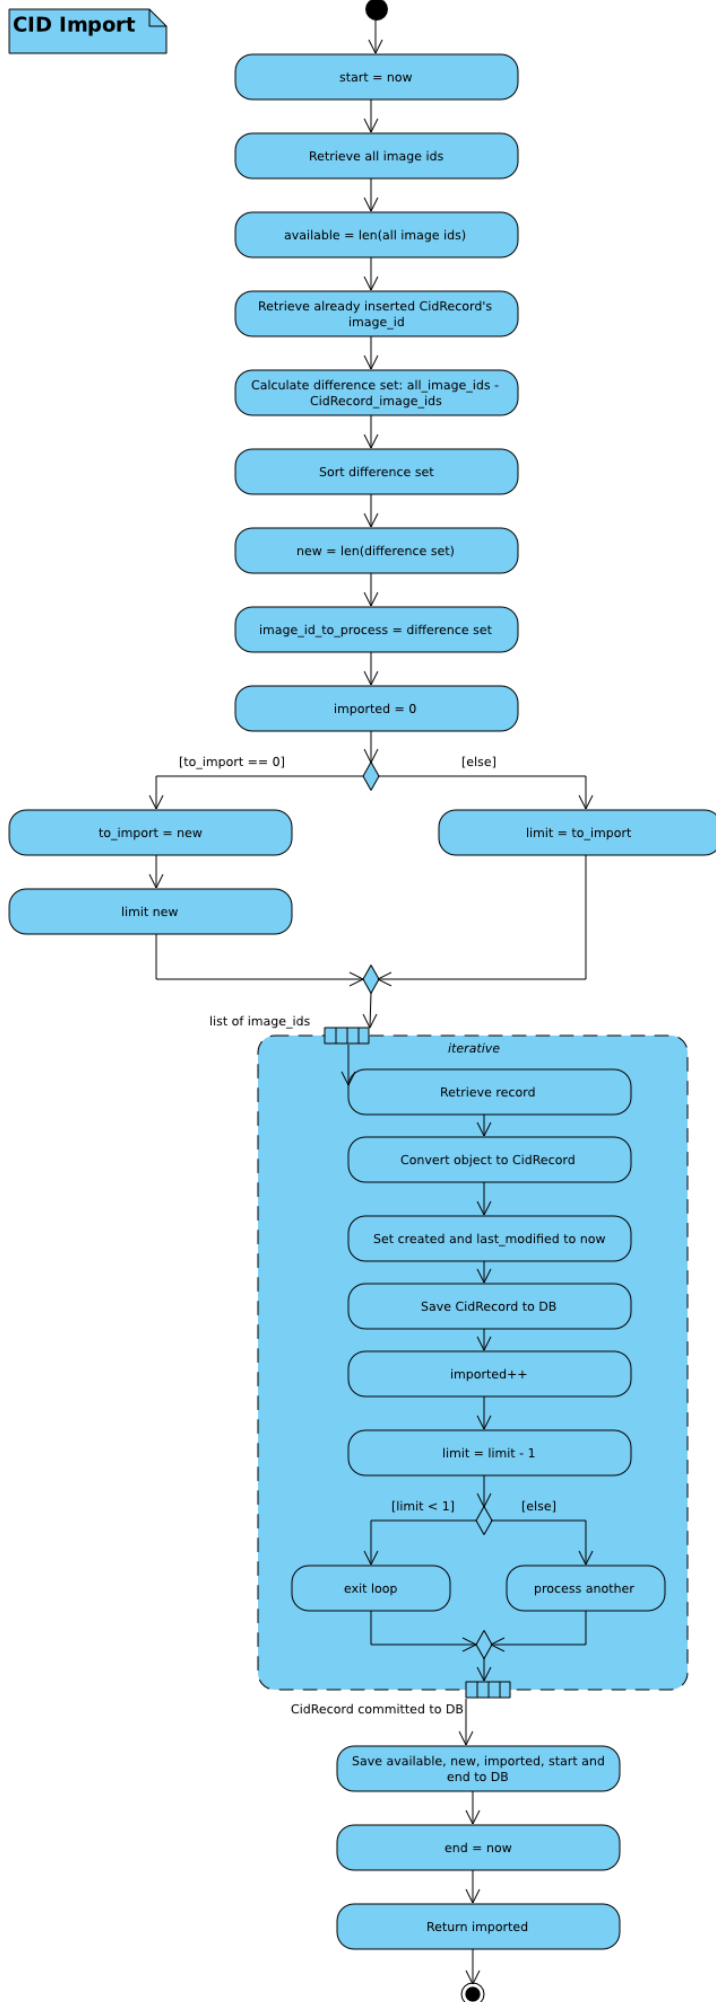 CID Import
start = now
Retrieve all image ids
available = len(all image ids)
Retrieve already inserted CidRecord's
image_id
Calculate difference set: all_image_ids -
CidRecord_image_ids
Sort difference set
new = len(difference set)
image_id_to_process = difference set
imported = 0
[to_import == 0]
[else]
to_import = new
limit = to_import
limit new
list of image_ids
iterative
Retrieve record
Convert object to CidRecord
Set created and last_modified to now
Save CidRecord to DB
imported++
limit = limit - 1
[limit < 1]
[else]
exit loop
process another
CidRecord committed to DB
Save available, new, imported, start and
end to DB
end = now
Return imported